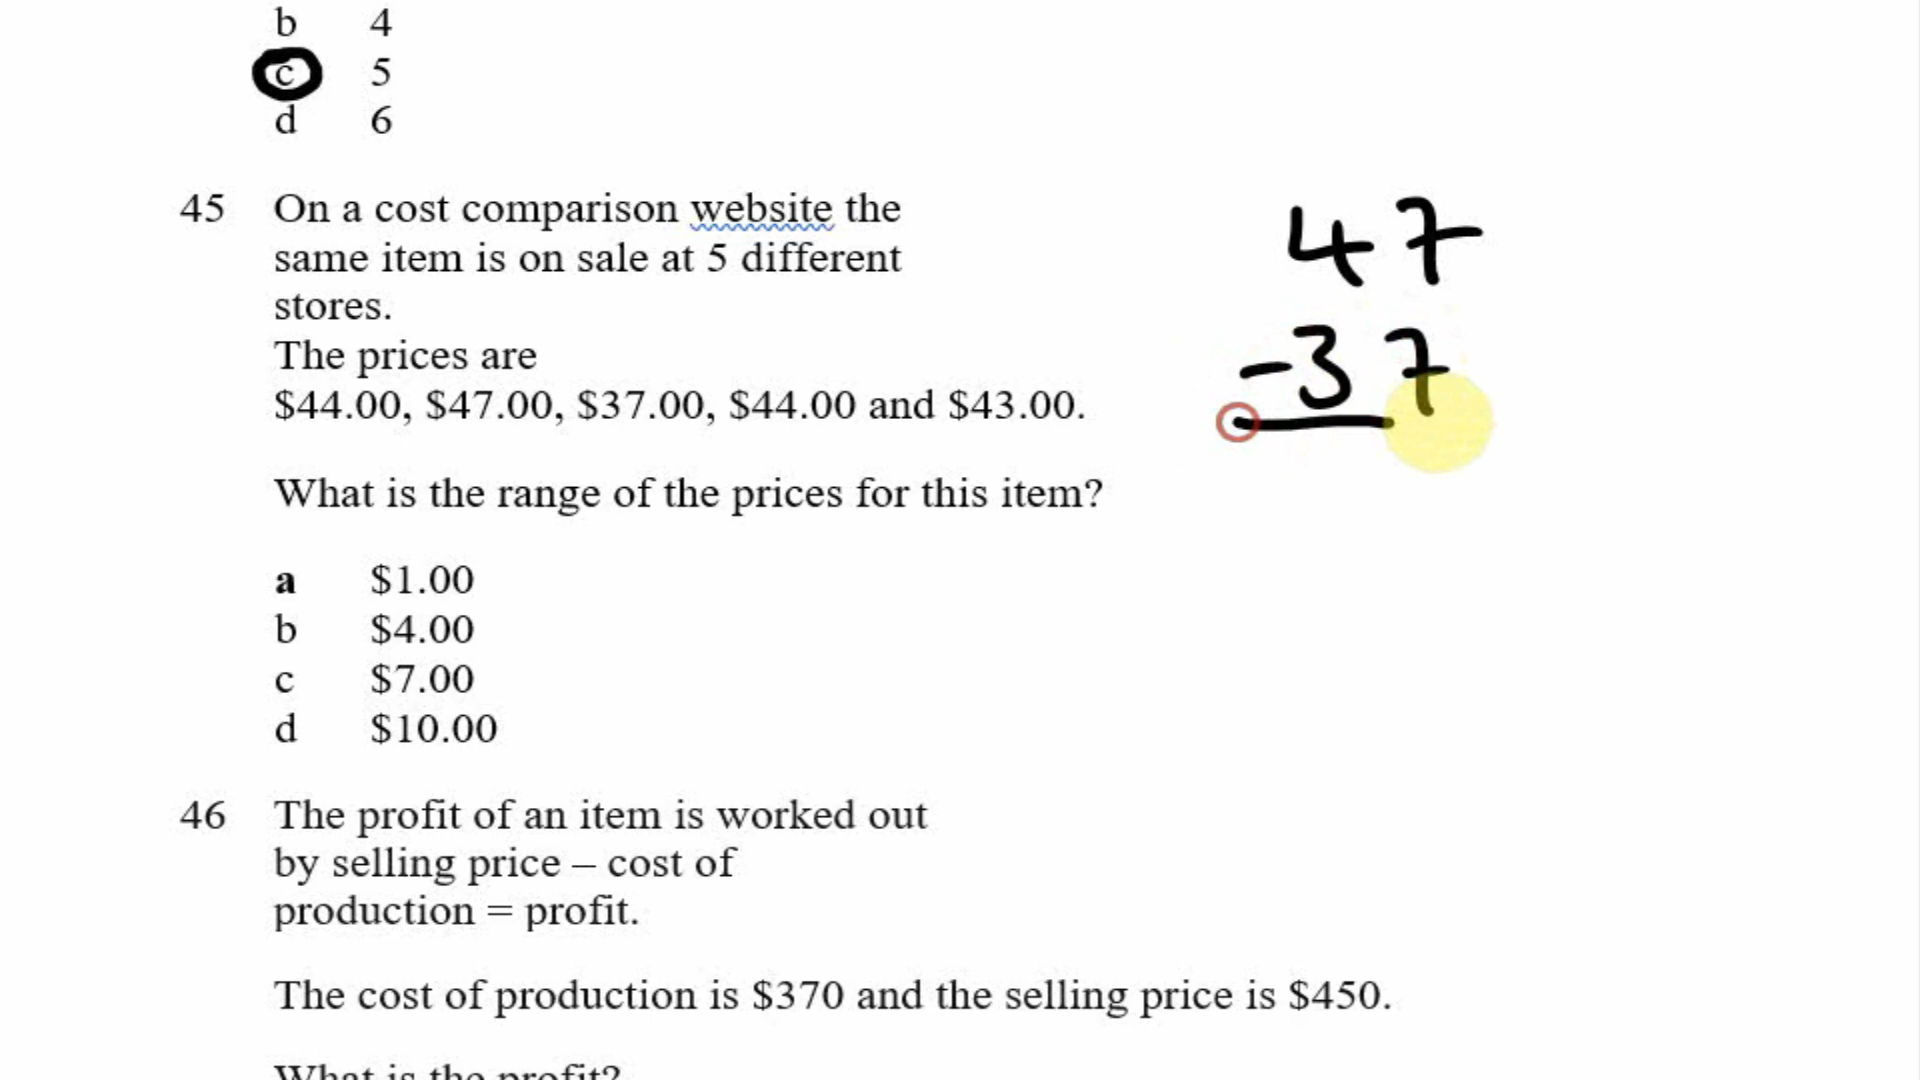 b 4
c 5
d 6
45 On a cost comparison website the
same item is on sale at 5 different
stores.
The prices are
$44.00, $47.00, $37.00, $44.00 and $43.00.
What is the range of the prices for this item?
a $1.00
b $4.00
c $7.00
d $10.00
47
-37
46 The profit of an item is worked out
by selling price – cost of
production = profit.
The cost of production is $370 and the selling price is $450.
What is the profit?